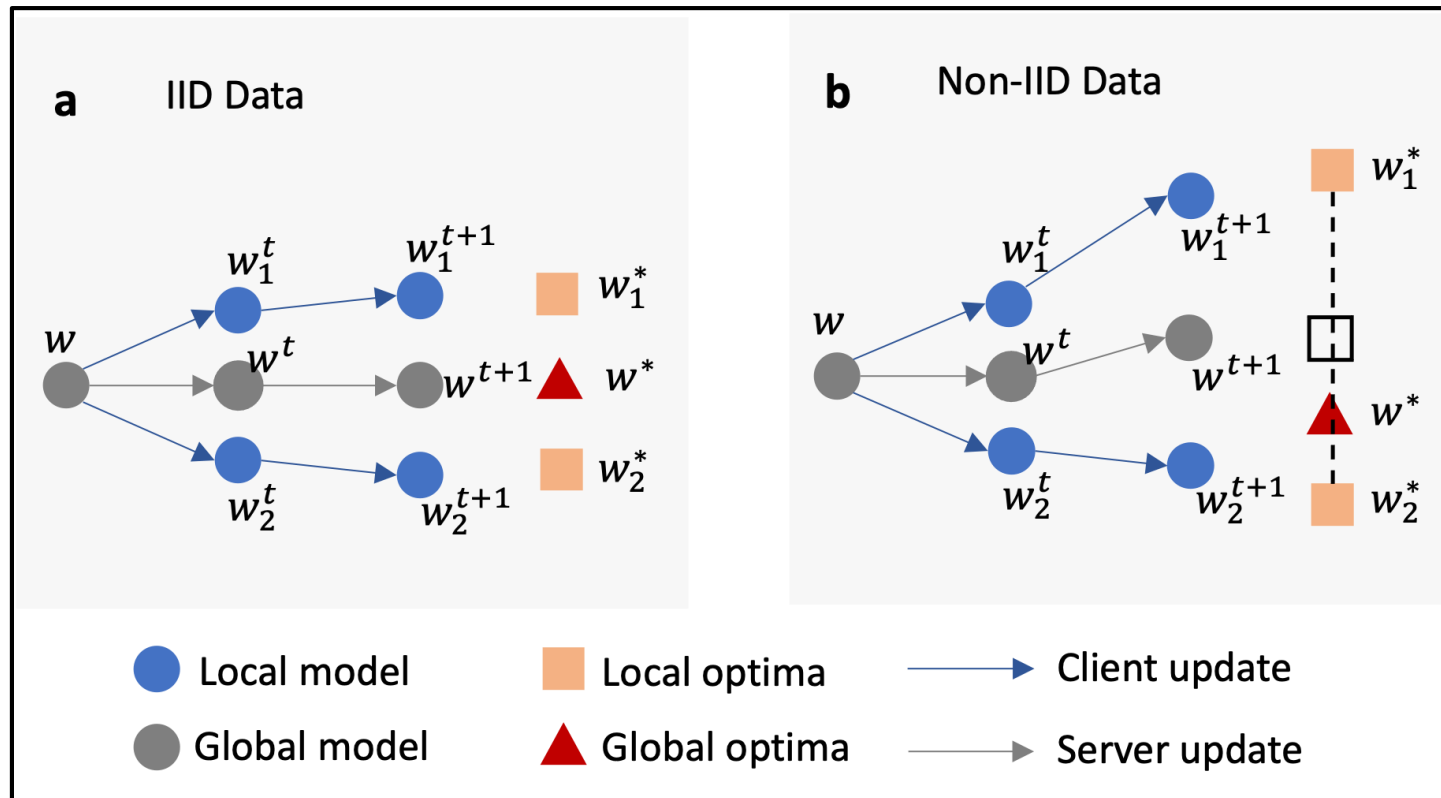 a
IID Data
w
w_1^t
w_1^{t+1}
w_1^*
w^t
w^{t+1}
w^*
w_2^t
w_2^{t+1}
w_2^*
b
Non-IID Data
w
w_1^t
w_1^{t+1}
w_1^*
w^t
w^{t+1}
w^*
w_2^t
w_2^{t+1}
w_2^*
Local model
Local optima
Client update
Global model
Global optima
Server update